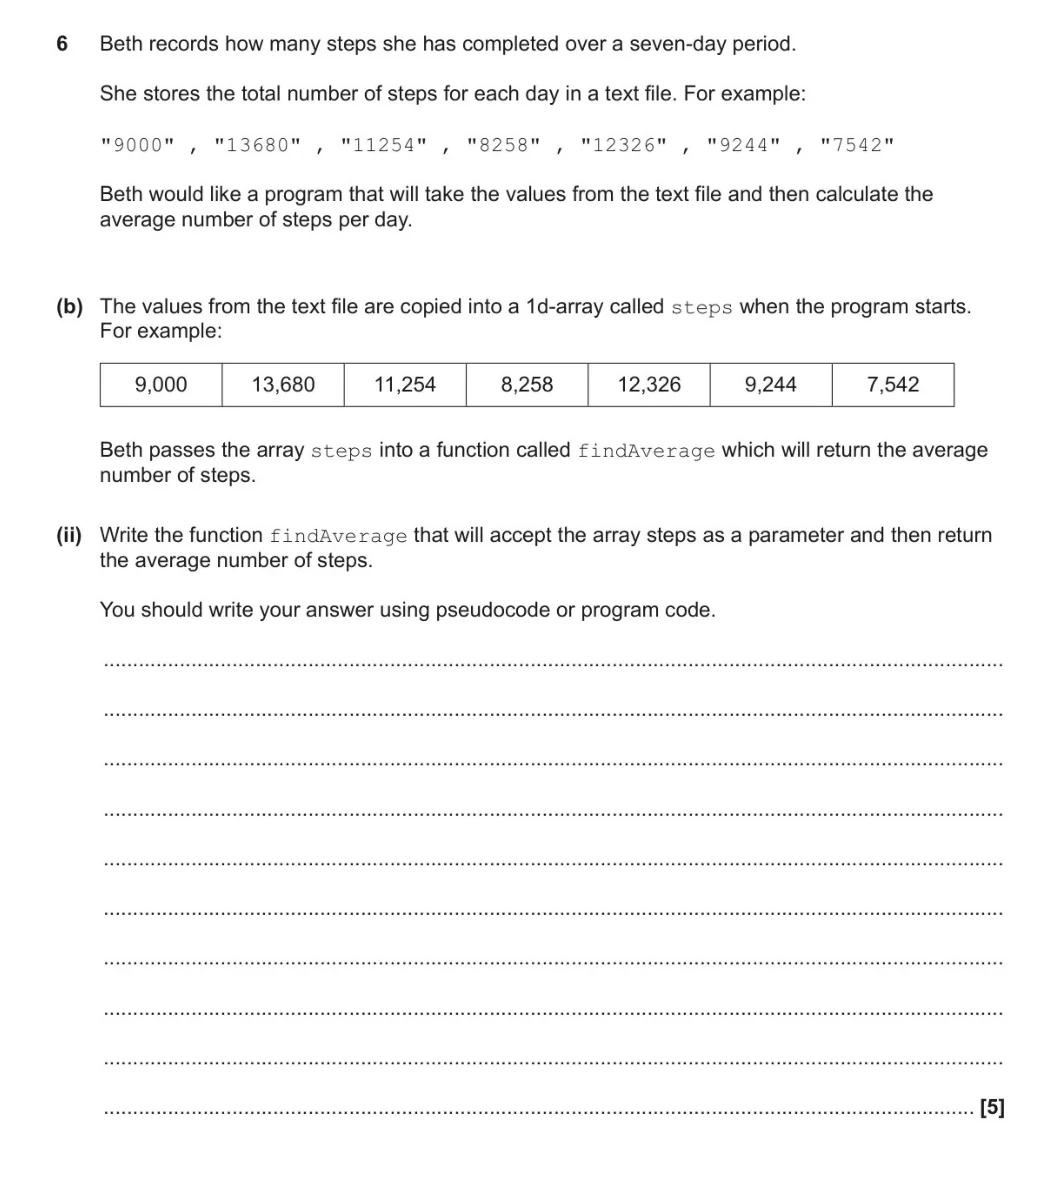 6 Beth records how many steps she has completed over a seven-day period.
She stores the total number of steps for each day in a text file. For example:
"9000" , "13680" , "11254" , "8258" , "12326" , "9244" , "7542"
Beth would like a program that will take the values from the text file and then calculate the
average number of steps per day.
(b) The values from the text file are copied into a 1d-array called steps when the program starts.
For example:
9,000 13,680 11,254 8,258 12,326 9,244 7,542
Beth passes the array steps into a function called findAverage which will return the average
number of steps.
(ii) Write the function findAverage that will accept the array steps as a parameter and then return
the average number of steps.
You should write your answer using pseudocode or program code.
[5]